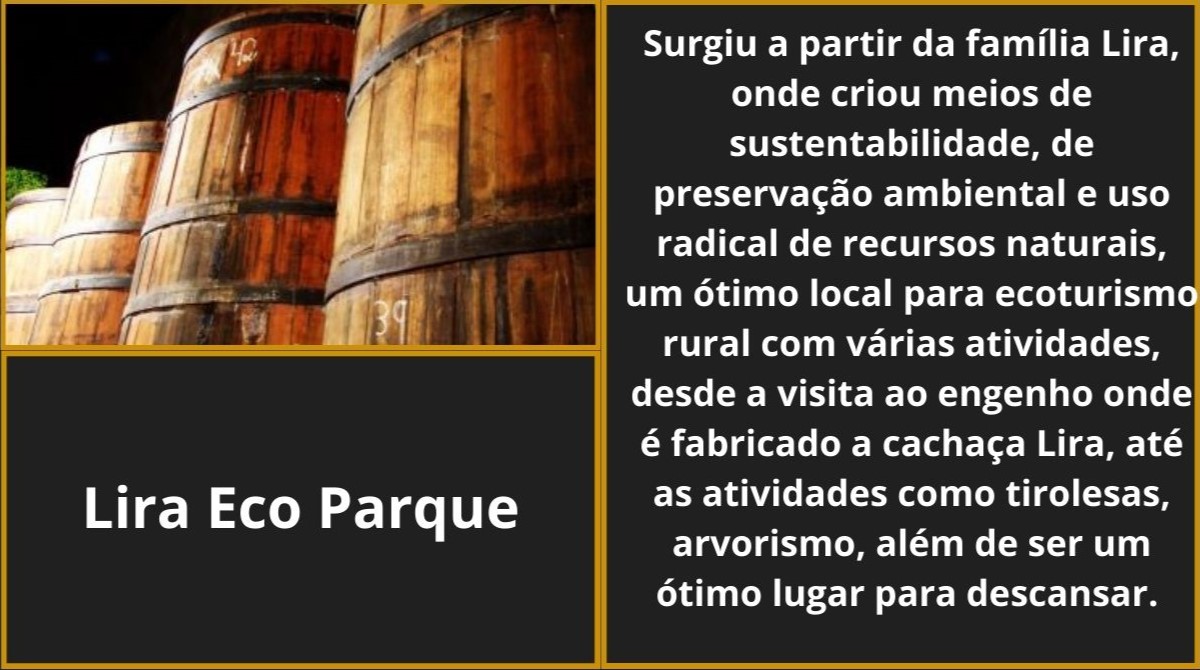 Lira Eco Parque
Surgiu a partir da família Lira,
onde criou meios de
sustentabilidade, de
preservação ambiental e uso
radical de recursos naturais,
um ótimo local para ecoturismo
rural com várias atividades,
desde a visita ao engenho onde
é fabricado a cachaça Lira, até
as atividades como tirolesas,
arvorismo, além de ser um
ótimo lugar para descansar.
39